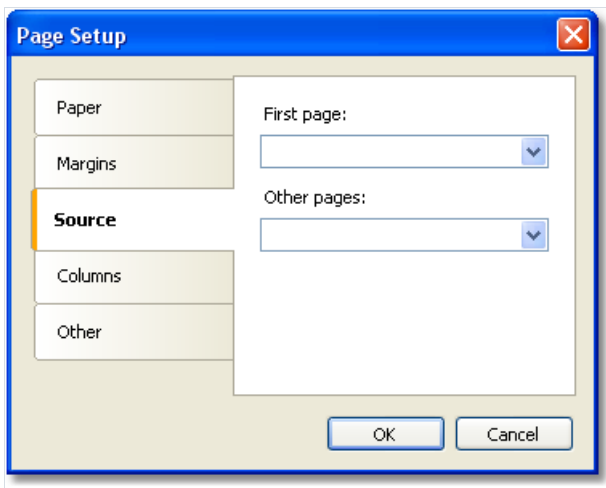 Page Setup
Paper
Margins
Source
Columns
Other
First page:
Other pages:
OK
Cancel